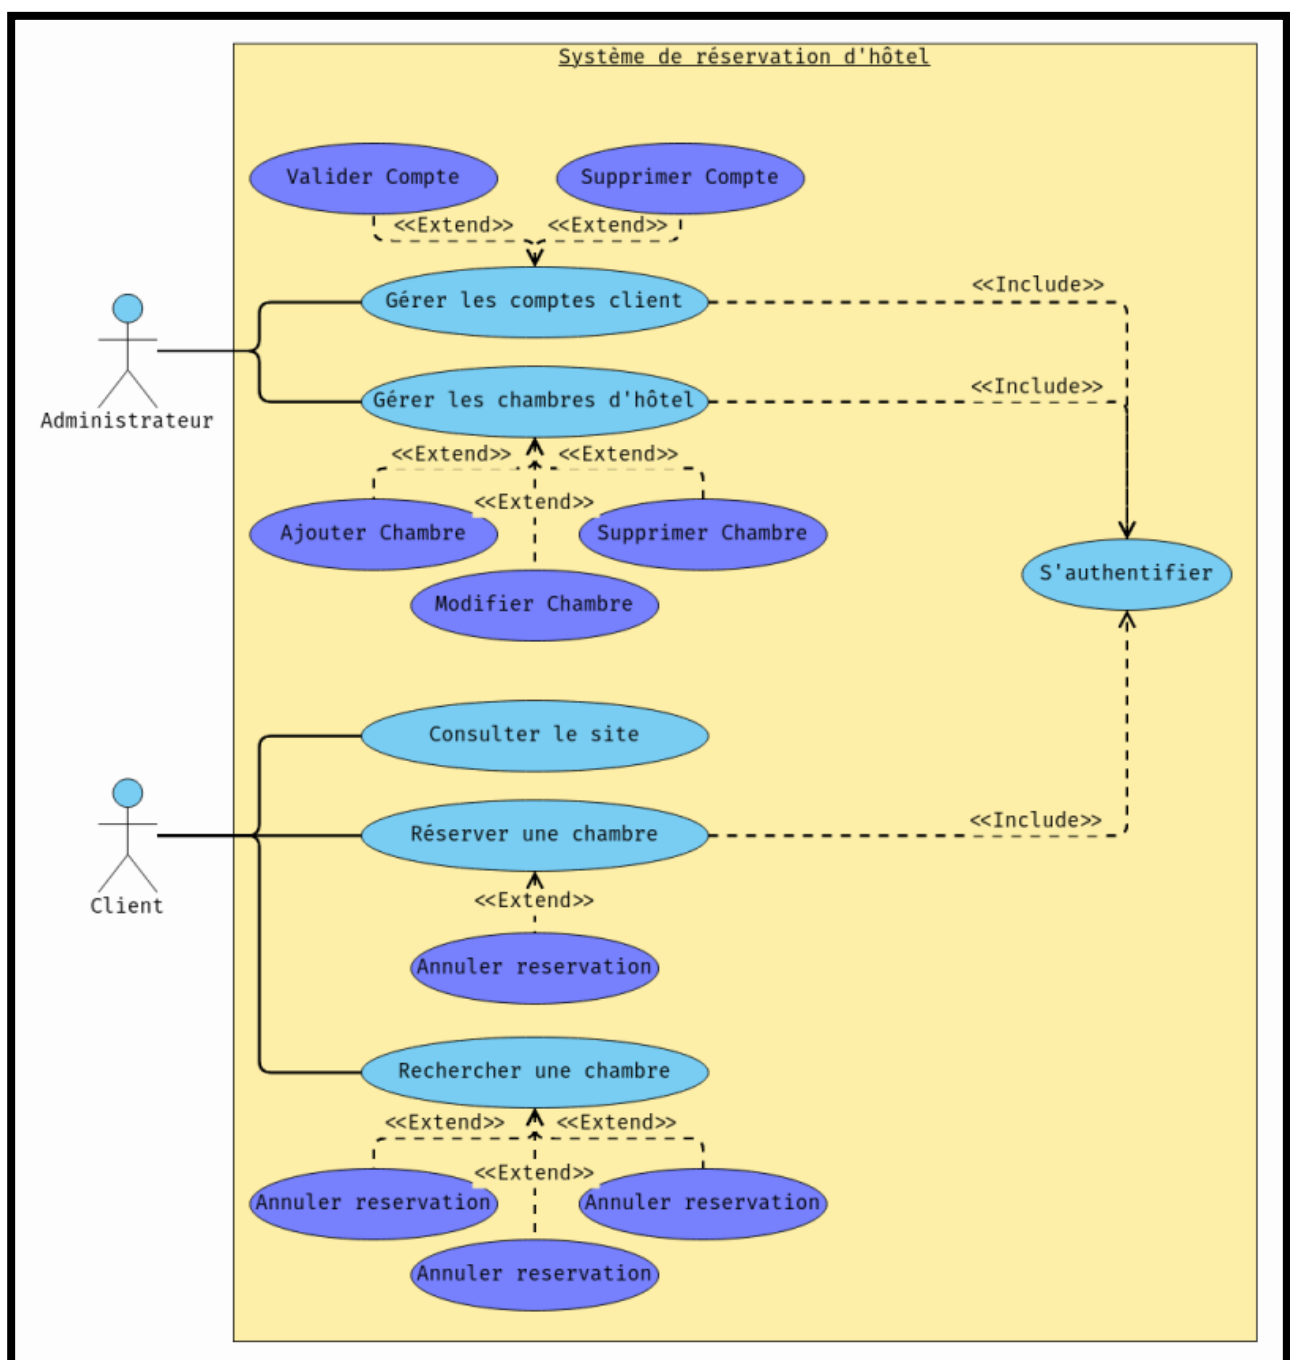 Système de réservation d'hôtel
Valider Compte
Supprimer Compte
<<Extend>>
<<Extend>>
Gérer les comptes client
<<Include>>
Administrateur
Gérer les chambres d'hôtel
<<Include>>
<<Extend>>
<<Extend>>
<<Extend>>
Ajouter Chambre
Supprimer Chambre
Modifier Chambre
S'authentifier
Consulter le site
Client
Réserver une chambre
<<Include>>
<<Extend>>
Annuler reservation
Rechercher une chambre
<<Extend>>
<<Extend>>
<<Extend>>
Annuler reservation
Annuler reservation
Annuler reservation